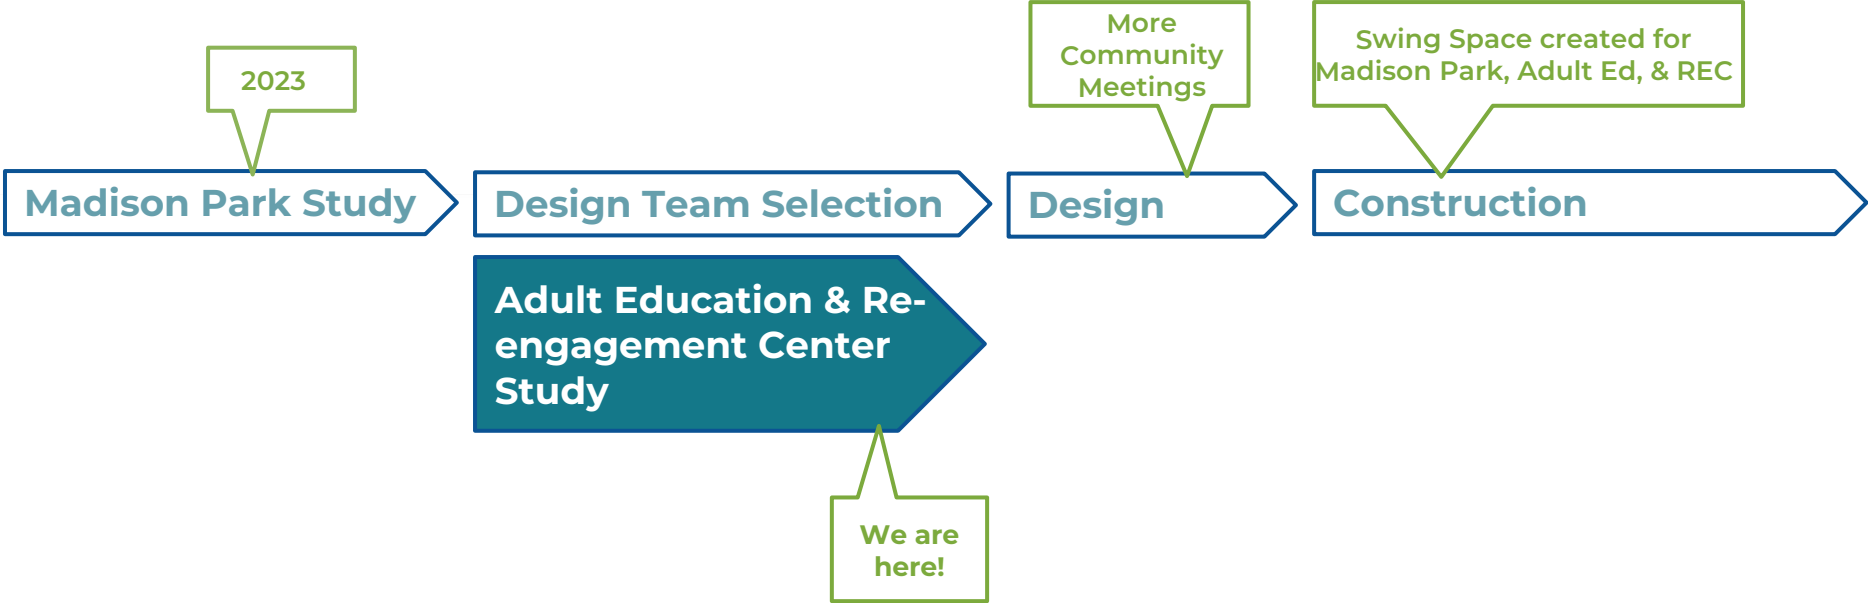 2023
More
Community
Meetings
Swing Space created for
Madison Park, Adult Ed, & REC
Madison Park Study
Design Team Selection
Design
Construction
Adult Education & Re-
engagement Center
Study
We are
here!